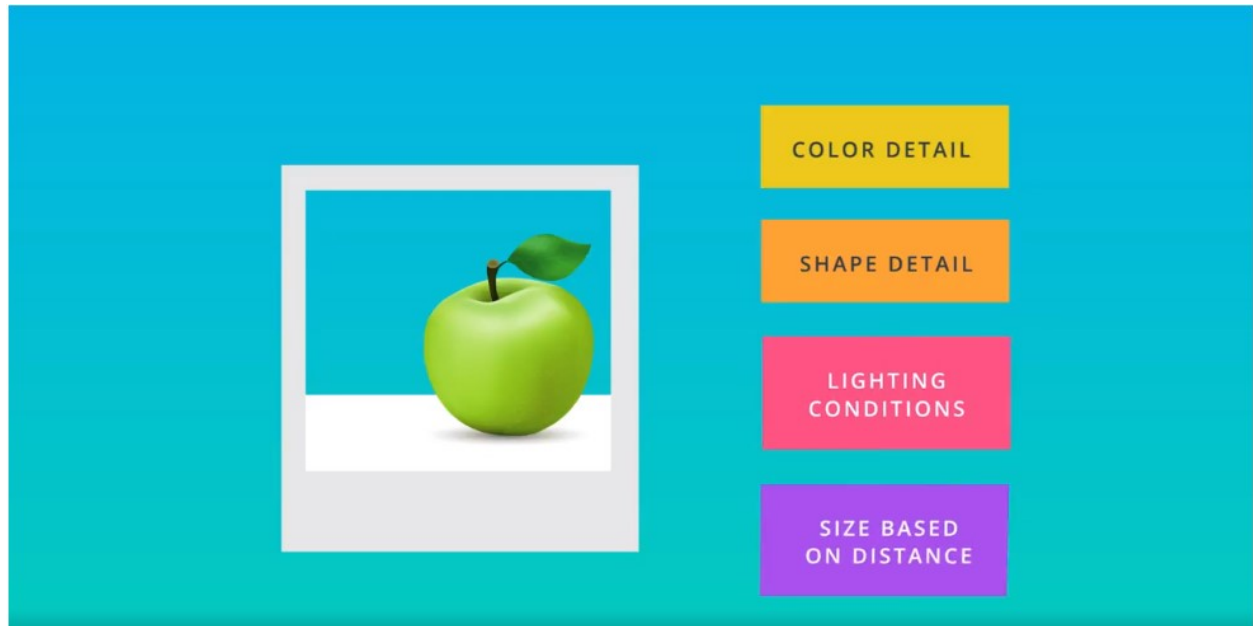 COLOR DETAIL
SHAPE DETAIL
LIGHTING
CONDITIONS
SIZE BASED
ON DISTANCE